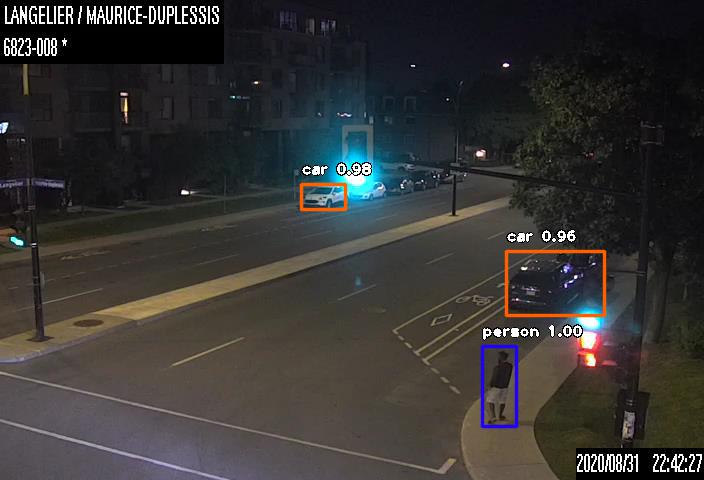 LANGELIER / MAURICE-DUPLESSIS
6823-008 *
car 0.98
car 0.96
person 1.00
Langelier
2020/08/31 22:42:27